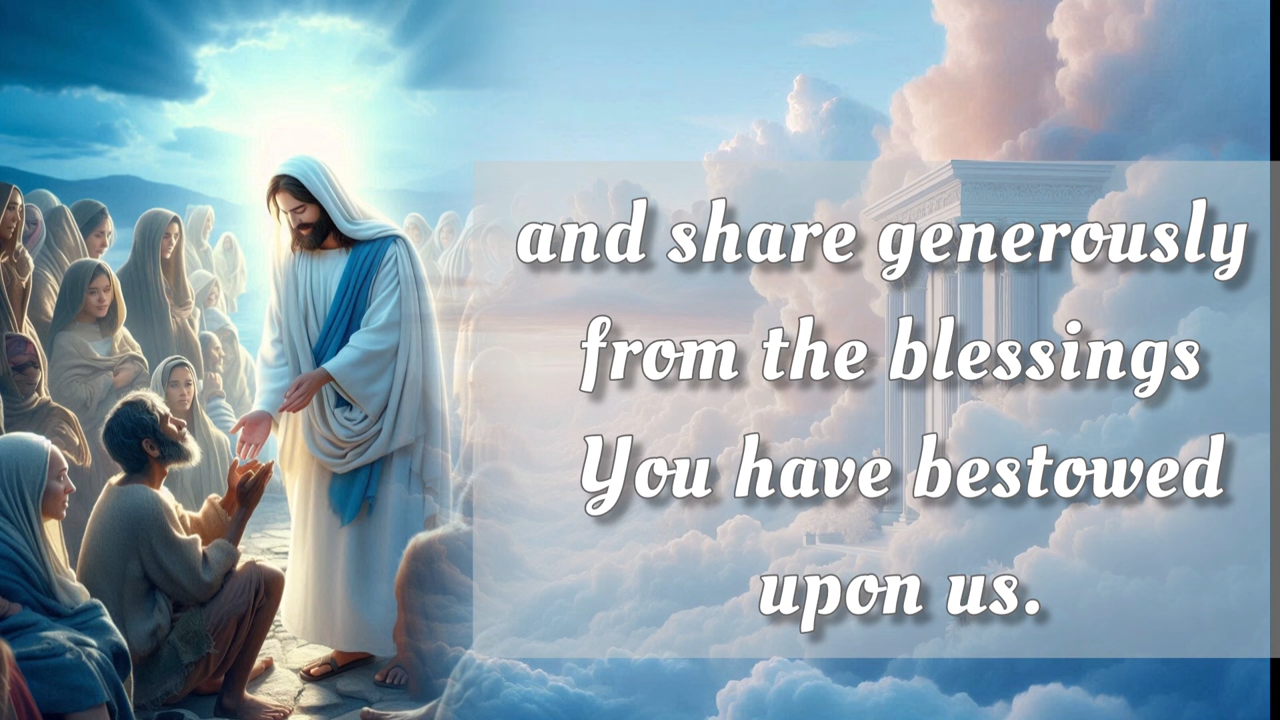 and share generously
from the blessings
You have bestowed
upon us.